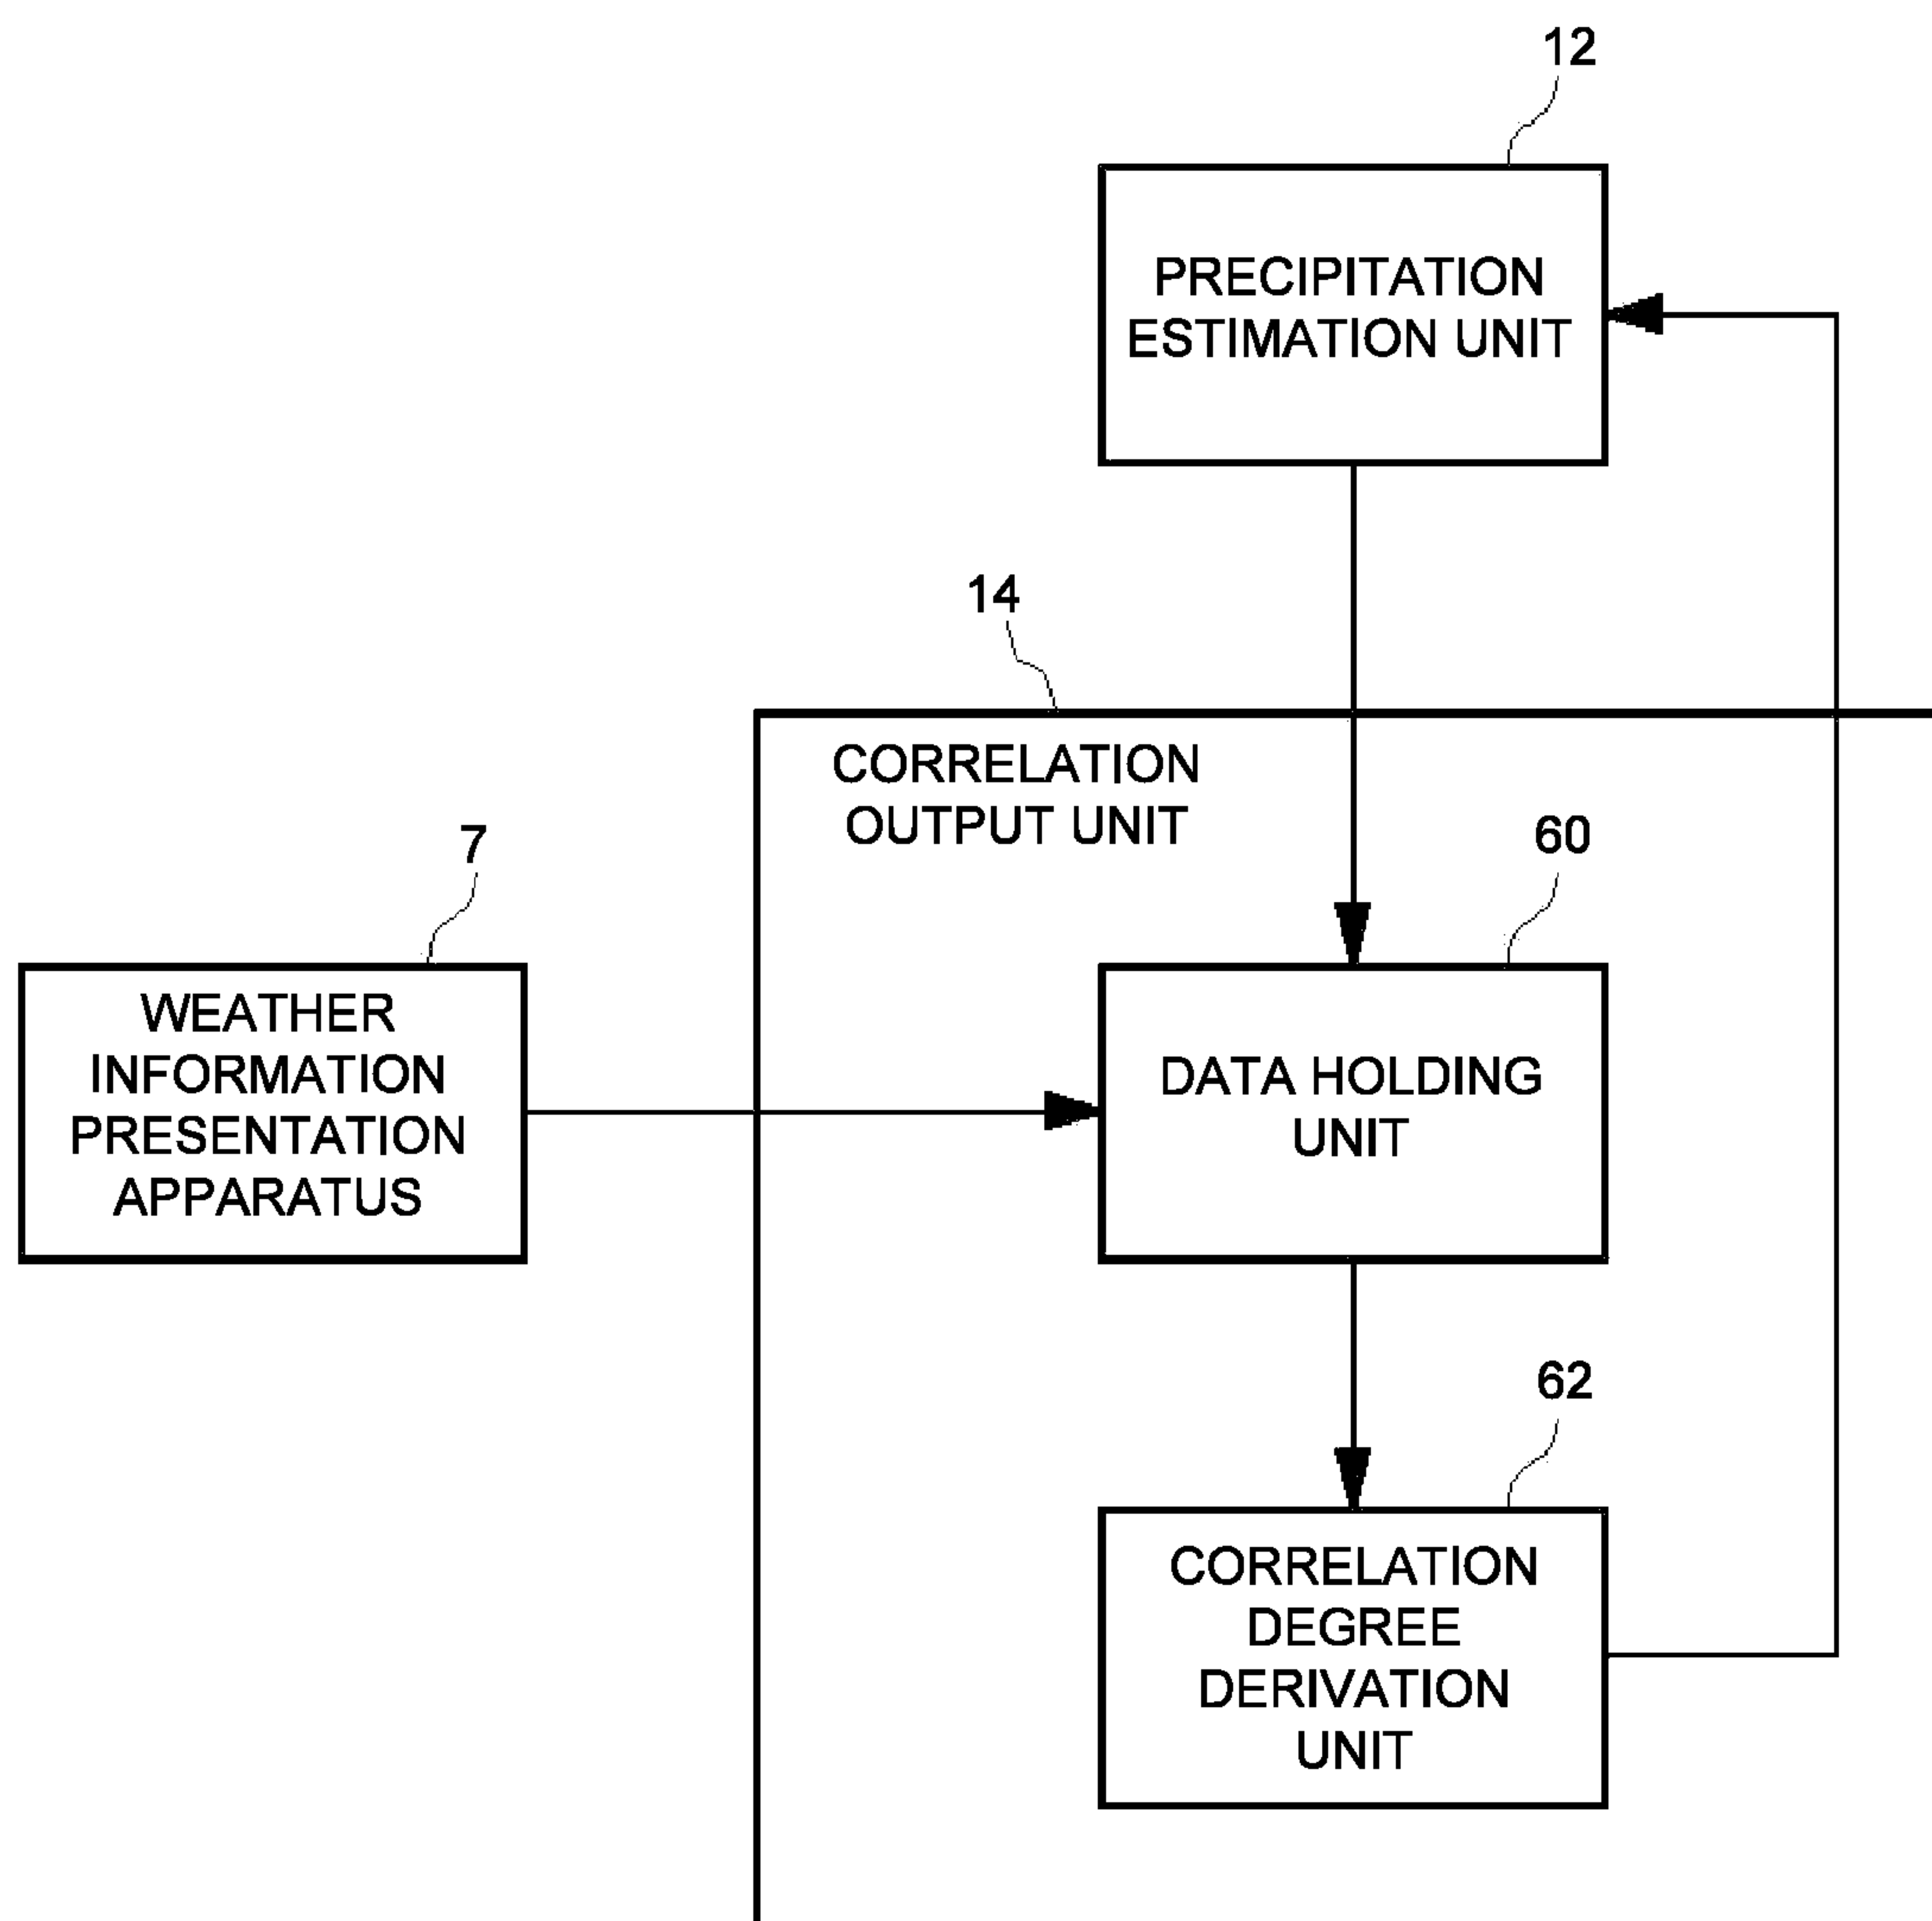 12
PRECIPITATION
ESTIMATION UNIT
14
CORRELATION
OUTPUT UNIT
7
WEATHER
INFORMATION
PRESENTATION
APPARATUS
60
DATA HOLDING
UNIT
62
CORRELATION
DEGREE
DERIVATION
UNIT